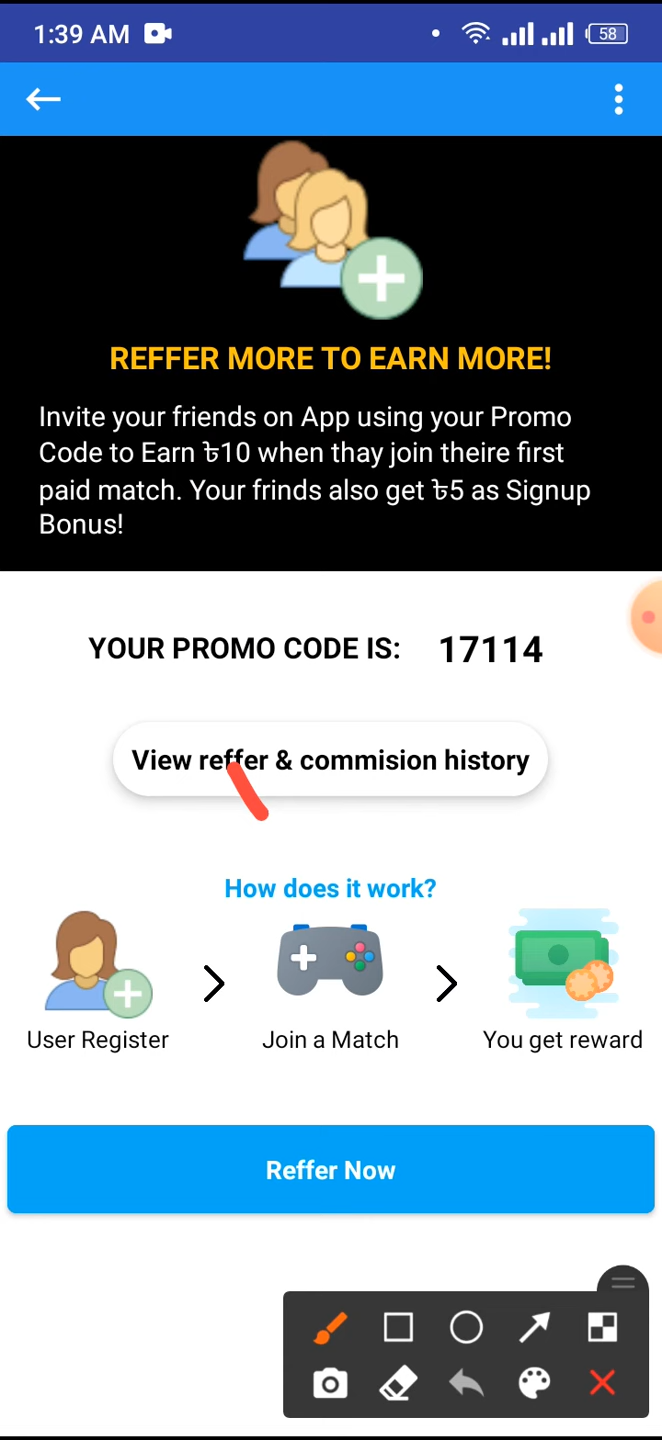 1:39 AM
58
REFFER MORE TO EARN MORE!
Invite your friends on App using your Promo
Code to Earn ৳10 when thay join theire first
paid match. Your frinds also get ৳5 as Signup
Bonus!
YOUR PROMO CODE IS: 17114
View reffer & commision history
How does it work?
User Register
Join a Match
You get reward
Reffer Now